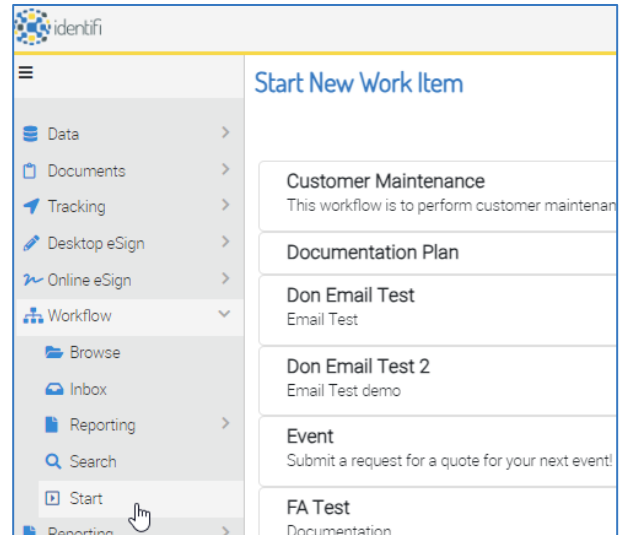 identifi
Start New Work Item
Data
Documents
Tracking
Desktop eSign
Online eSign
Workflow
Browse
Inbox
Reporting
Search
Start
Reporting
Customer Maintenance
This workflow is to perform customer maintenan
Documentation Plan
Don Email Test
Email Test
Don Email Test 2
Email Test demo
Event
Submit a request for a quote for your next event!
FA Test
Documentation